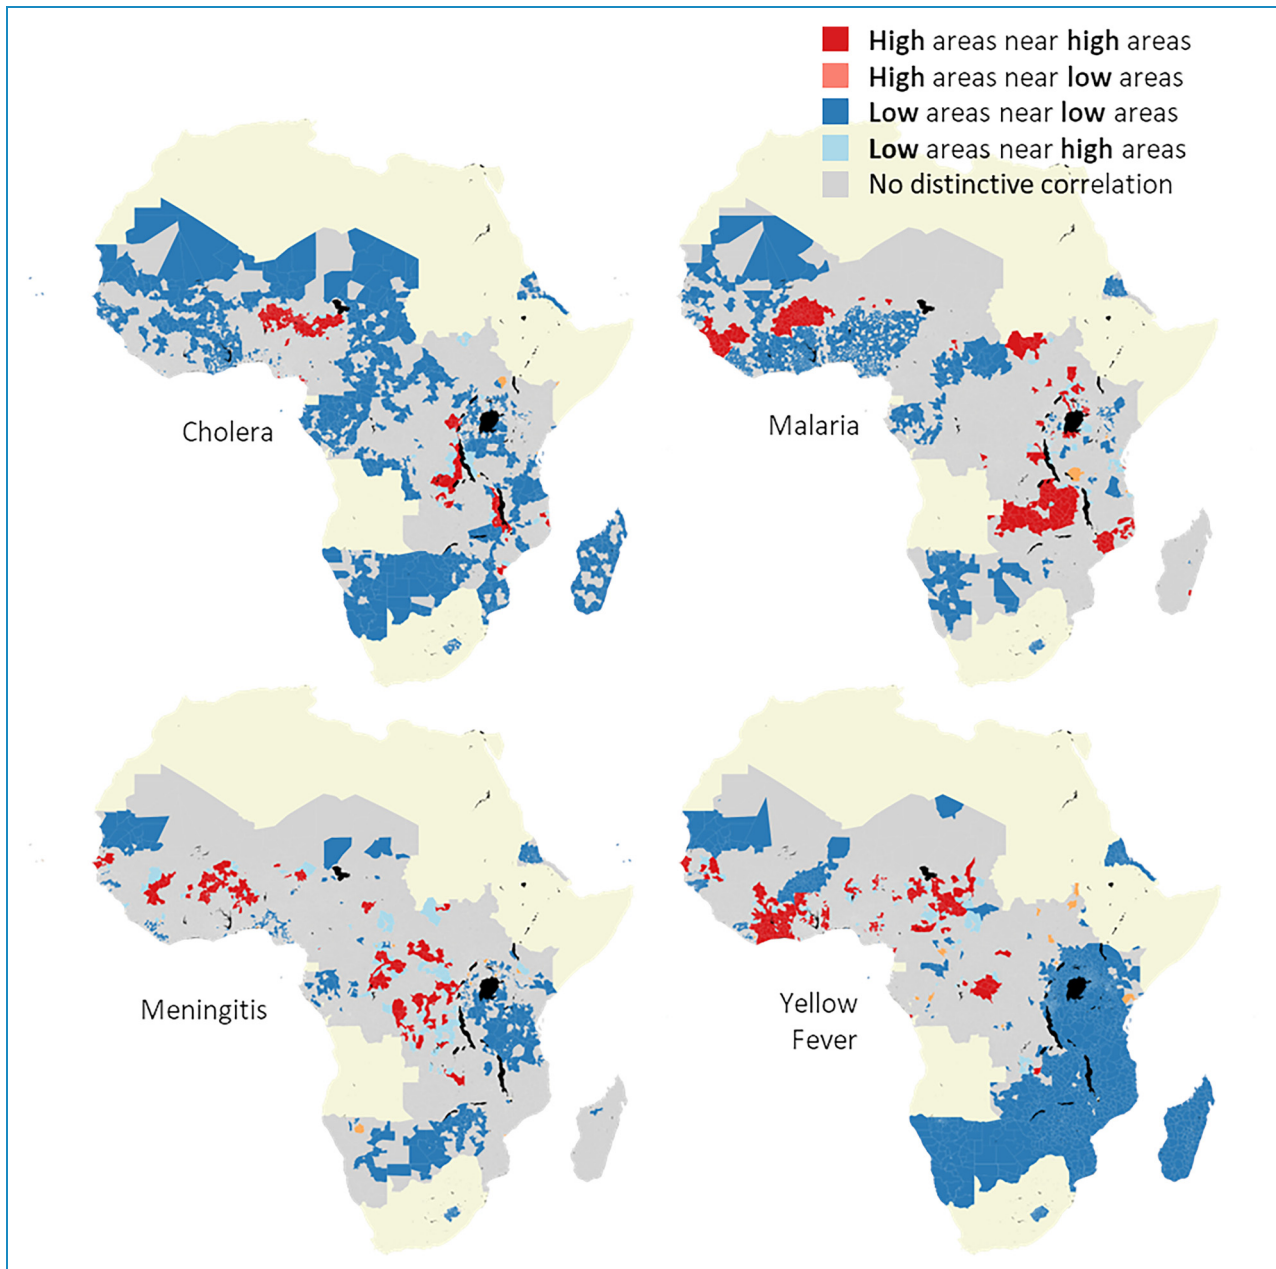 High areas near high areas
High areas near low areas
Low areas near low areas
Low areas near high areas
No distinctive correlation
Cholera
Malaria
Meningitis
Yellow
Fever